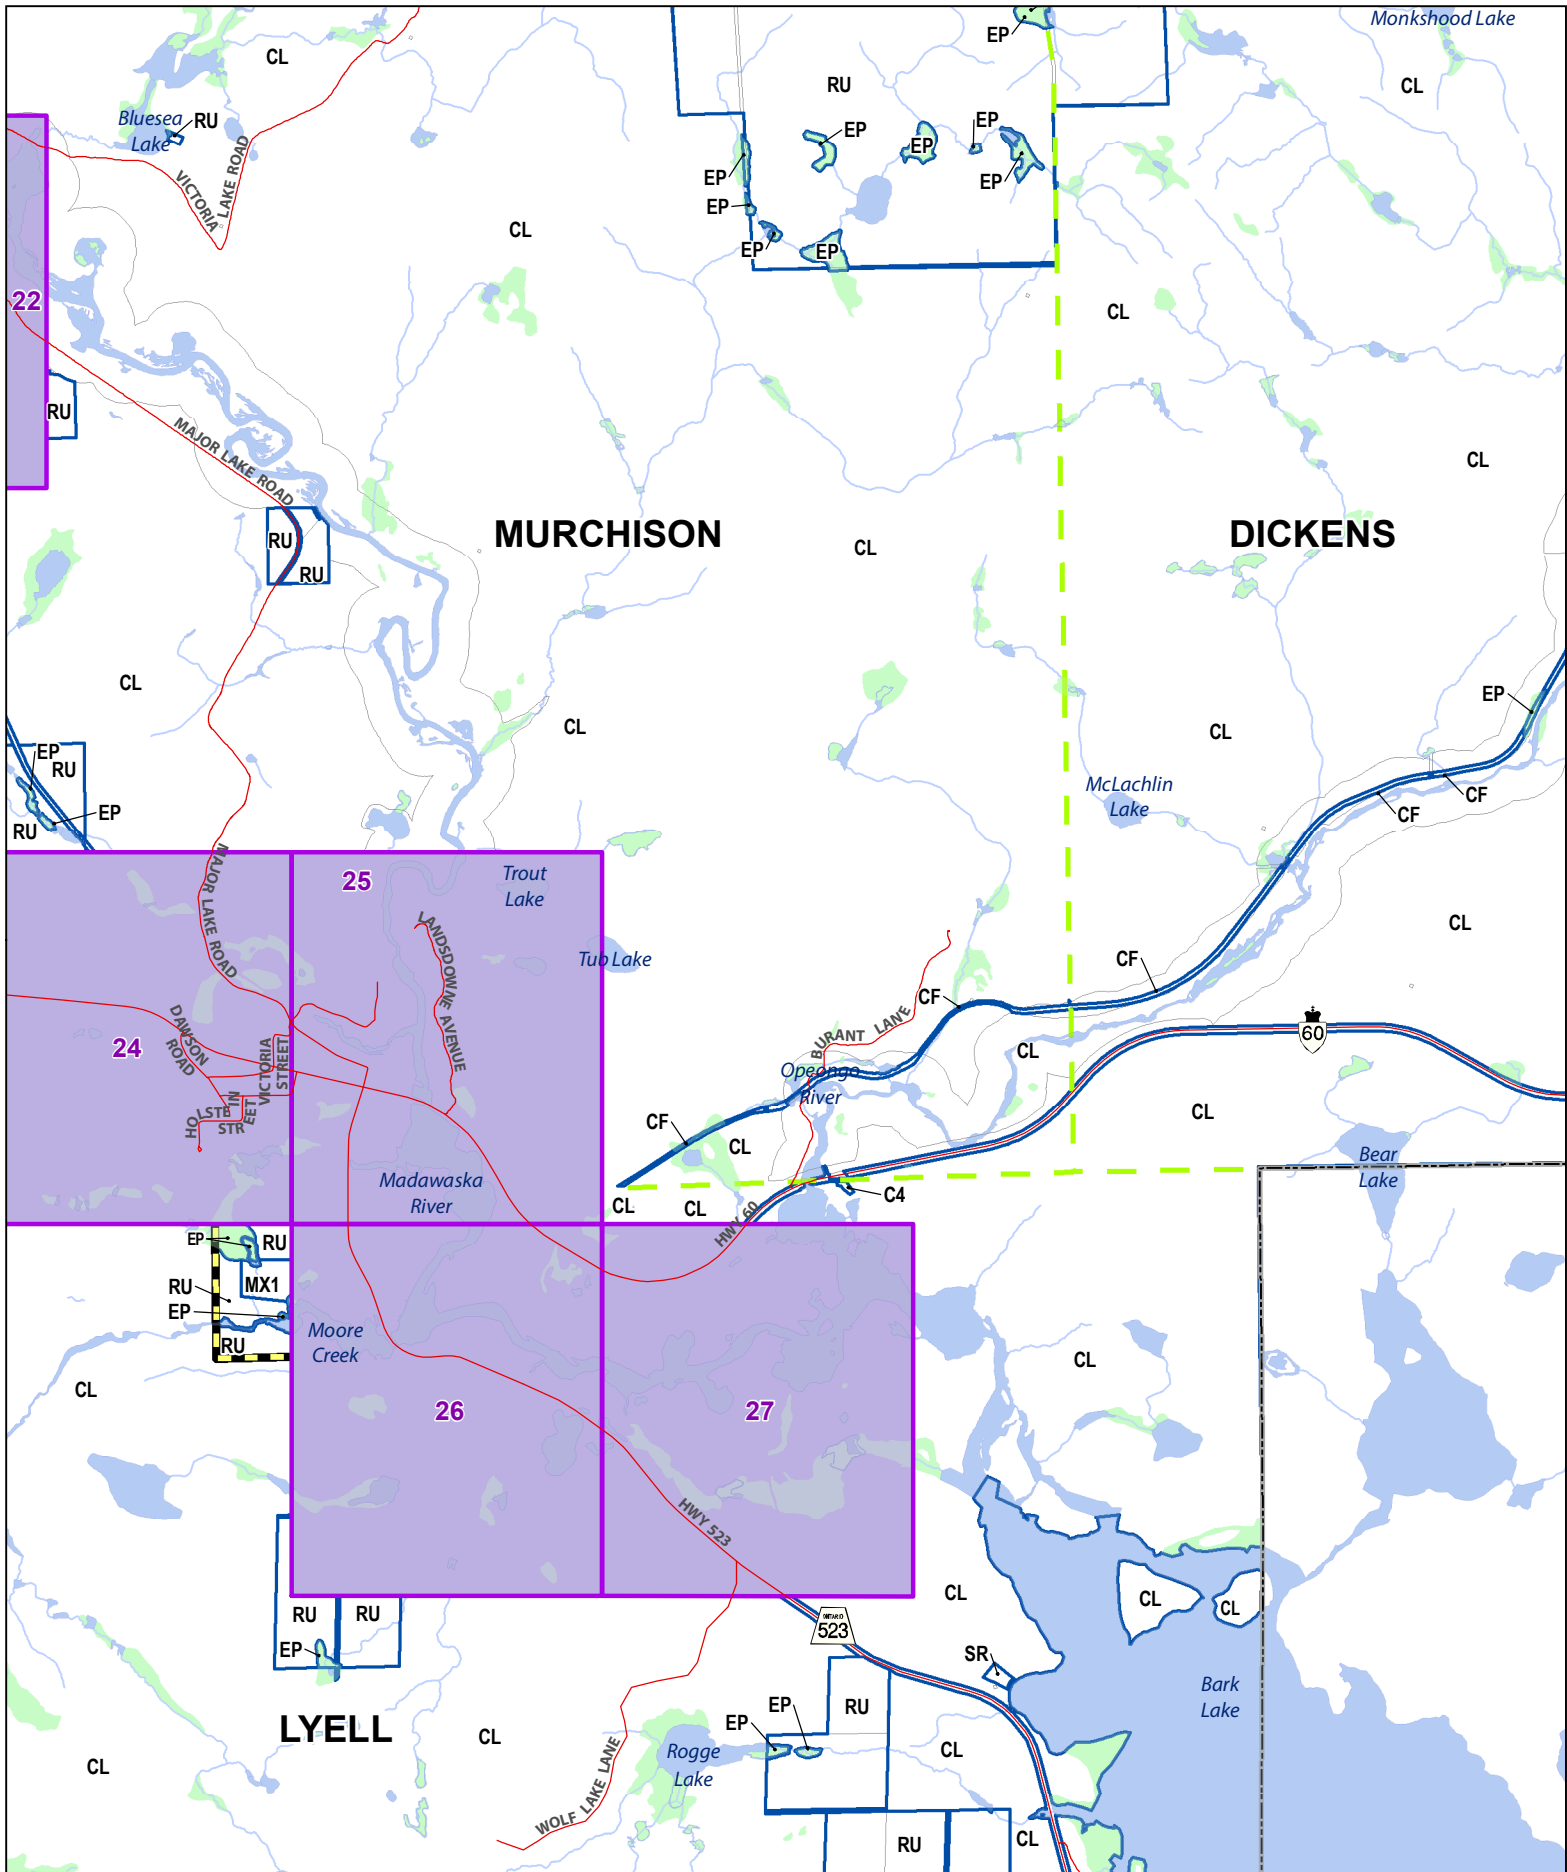 Monkshood Lake
EP
CL
RU
CL
Bluesea
Lake
RU
EP
EP
EP
EP
EP
EP
EP
EP
VICTORIA
LAKE ROAD
CL
22
CL
RU
MAJOR LAKE ROAD
CL
MURCHISON
DICKENS
RU
RU
CL
CL
EP
CL
CL
EP
RU
McLachlin
Lake
CF
CF
EP
RU
25
Trout
Lake
MAJOR LAKE ROAD
LANDSDOWNE AVENUE
CL
Tub Lake
CF
CF
BURANT LANE
60
DAWSON
ROAD
24
VICTORIA
STREET
CL
Opeongo
River
HOLSTEIN
STREET
CF
CL
CL
Bear
Lake
Madawaska
River
CL
CL
C4
HWY 60
EP
RU
RU
MX1
EP
RU
Moore
Creek
CL
CL
26
27
HWY 523
CL
CL
CL
RU
RU
ONTARIO
523
EP
SR
Bark
Lake
LYELL
CL
EP
EP
RU
Rogge
Lake
CL
CL
WOLF LAKE LANE
RU
CL